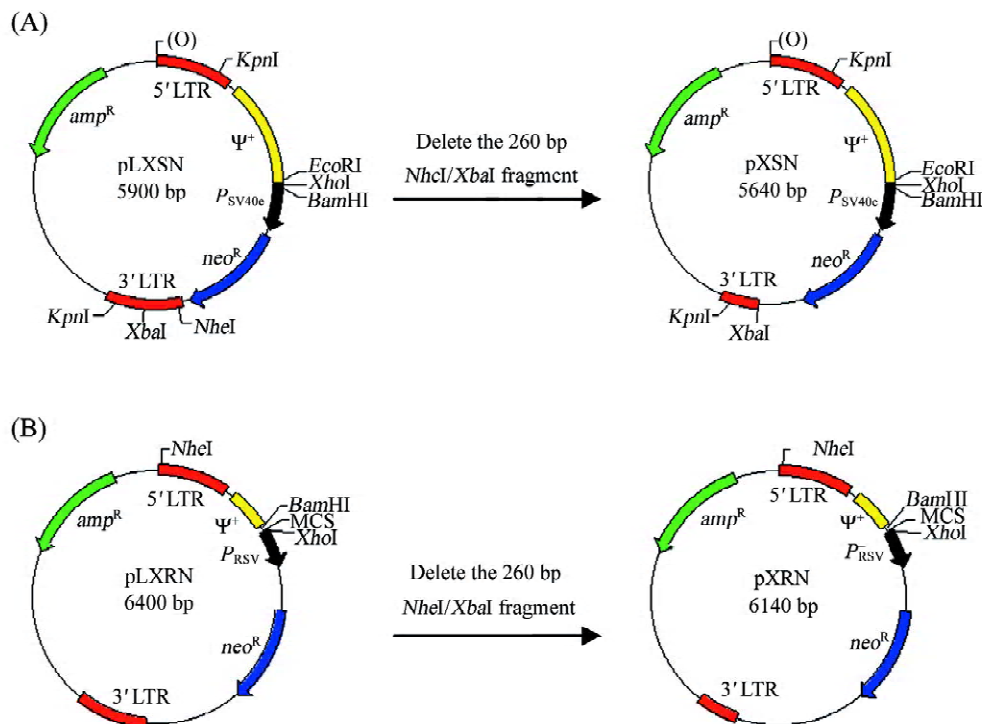 (A)
(O)
KpnI
5′ LTR
ampR
Ψ+
pLXSN
5900 bp
EcoRI
XhoI
BamHI
PSV40e
neoR
3′ LTR
KpnI
XbaI
NheI
Delete the 260 bp
NhcI/XbaI fragment
(O)
KpnI
5′ LTR
ampR
Ψ+
pXSN
5640 bp
EcoRI
XhoI
BamHI
PSV40c
neoR
3′ LTR
KpnI
XbaI
(B)
NheI
5′ LTR
ampR
Ψ+
BamHI
MCS
XhoI
PRSV
pLXRN
6400 bp
neoR
3′ LTR
Delete the 260 bp
NheI/XbaI fragment
NheI
5′ LTR
ampR
Ψ+
BamIII
MCS
XhoI
PRSV
pXRN
6140 bp
neoR
3′ LTR